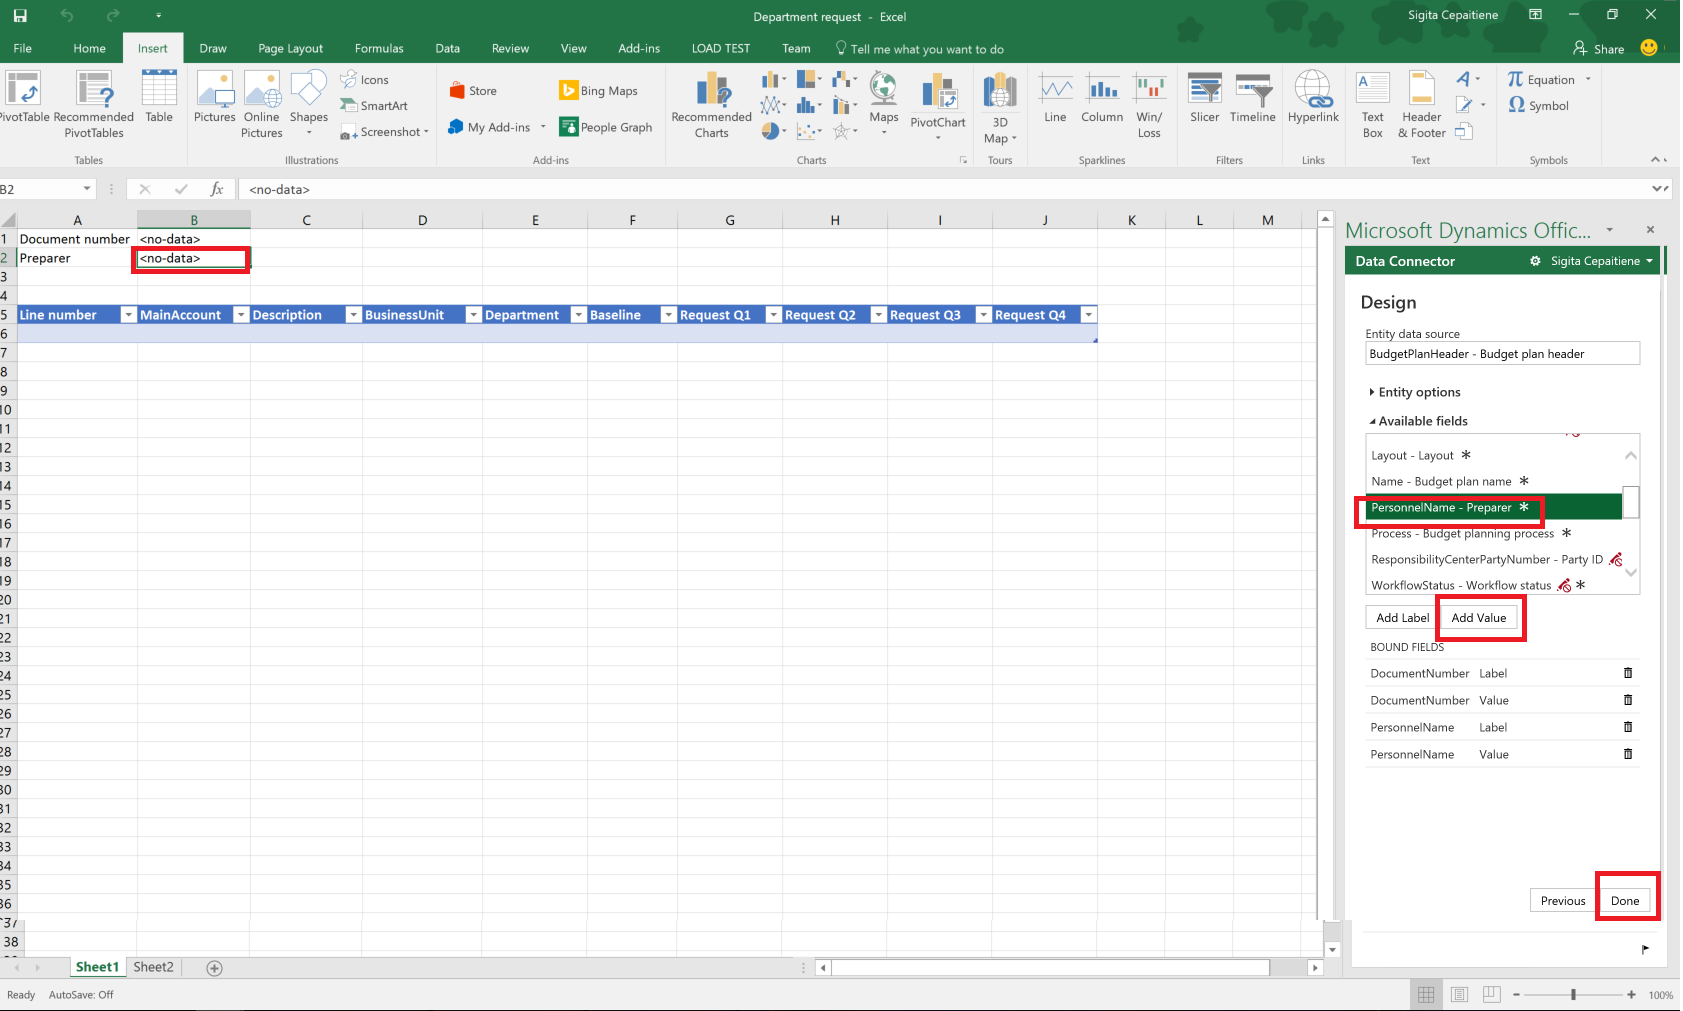 Department request - Excel
Sigita Cepaitiene
File Home Insert Draw Page Layout Formulas Data Review View Add-ins LOAD TEST Team Tell me what you want to do Share
PivotTable Recommended PivotTables Table
Tables
Pictures Online Pictures Shapes Icons SmartArt Screenshot
Illustrations
Store My Add-ins Bing Maps People Graph
Add-ins
Recommended Charts Maps PivotChart
Charts
3D Map
Tours
Line Column Win/Loss
Sparklines
Slicer Timeline
Filters
Hyperlink
Links
Text Box Header & Footer
Text
Equation Symbol
Symbols
B2 fx <no-data>
A B C D E F G H I J K L M
1 Document number <no-data>
2 Preparer <no-data>
3
4
5 Line number MainAccount Description BusinessUnit Department Baseline Request Q1 Request Q2 Request Q3 Request Q4
6
7
8
9
10
11
12
13
14
15
16
17
18
19
20
21
22
23
24
25
26
27
28
29
30
31
32
33
34
35
36
37
38
Sheet1 Sheet2
Ready AutoSave: Off
100%
Microsoft Dynamics Offic...
Data Connector Sigita Cepaitiene
Design
Entity data source
BudgetPlanHeader - Budget plan header
Entity options
Available fields
Layout - Layout *
Name - Budget plan name *
PersonnelName - Preparer *
Process - Budget planning process *
ResponsibilityCenterPartyNumber - Party ID
WorkflowStatus - Workflow status *
Add Label Add Value
BOUND FIELDS
DocumentNumber Label
DocumentNumber Value
PersonnelName Label
PersonnelName Value
Previous Done